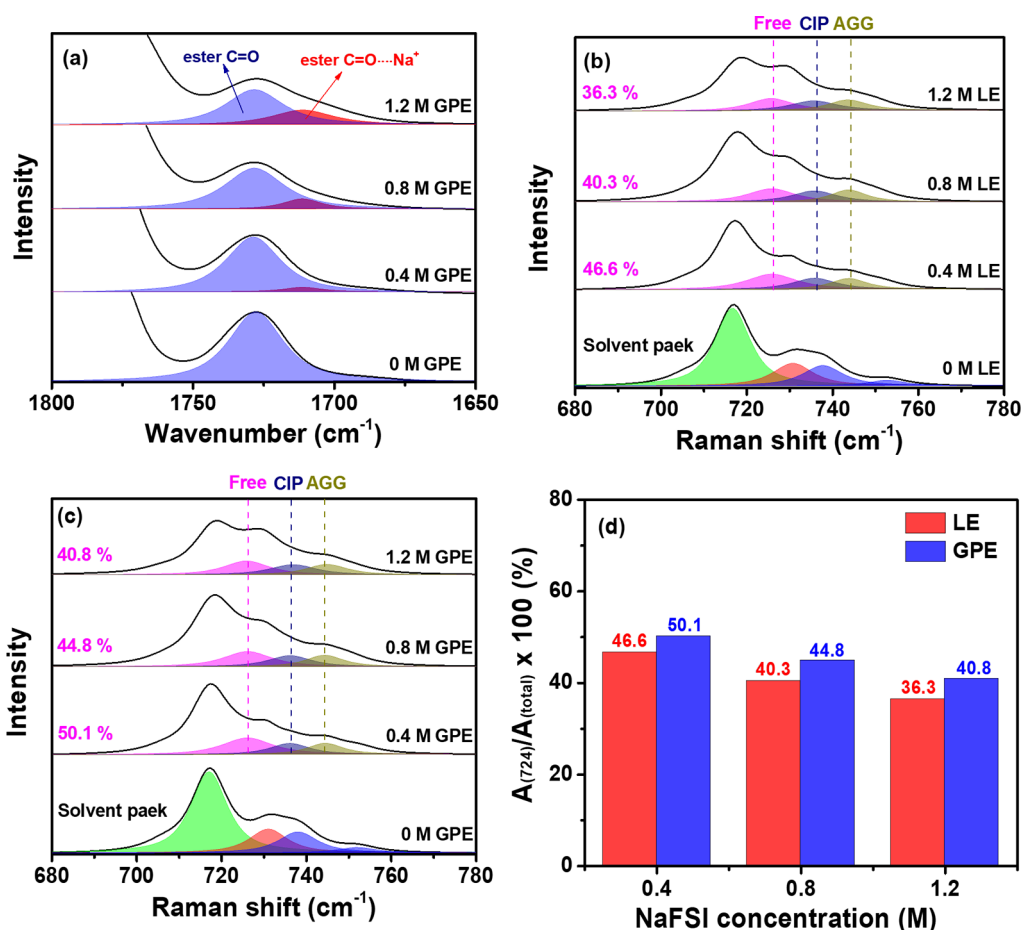 (a)
ester C=O
ester C=O····Na⁺
1.2 M GPE
0.8 M GPE
0.4 M GPE
0 M GPE
Intensity
1800 1750 1700 1650
Wavenumber (cm⁻¹)
Free CIP AGG
(b)
36.3 %
1.2 M LE
40.3 %
0.8 M LE
46.6 %
0.4 M LE
Solvent paek
0 M LE
Intensity
680 700 720 740 760 780
Raman shift (cm⁻¹)
Free CIP AGG
(c)
40.8 %
1.2 M GPE
44.8 %
0.8 M GPE
50.1 %
0.4 M GPE
Solvent paek
0 M GPE
Intensity
680 700 720 740 760 780
Raman shift (cm⁻¹)
(d)
LE
GPE
80
60
40
20
0
46.6 50.1
40.3 44.8
36.3 40.8
A(724)/A(total) x 100 (%)
0.4 0.8 1.2
NaFSI concentration (M)